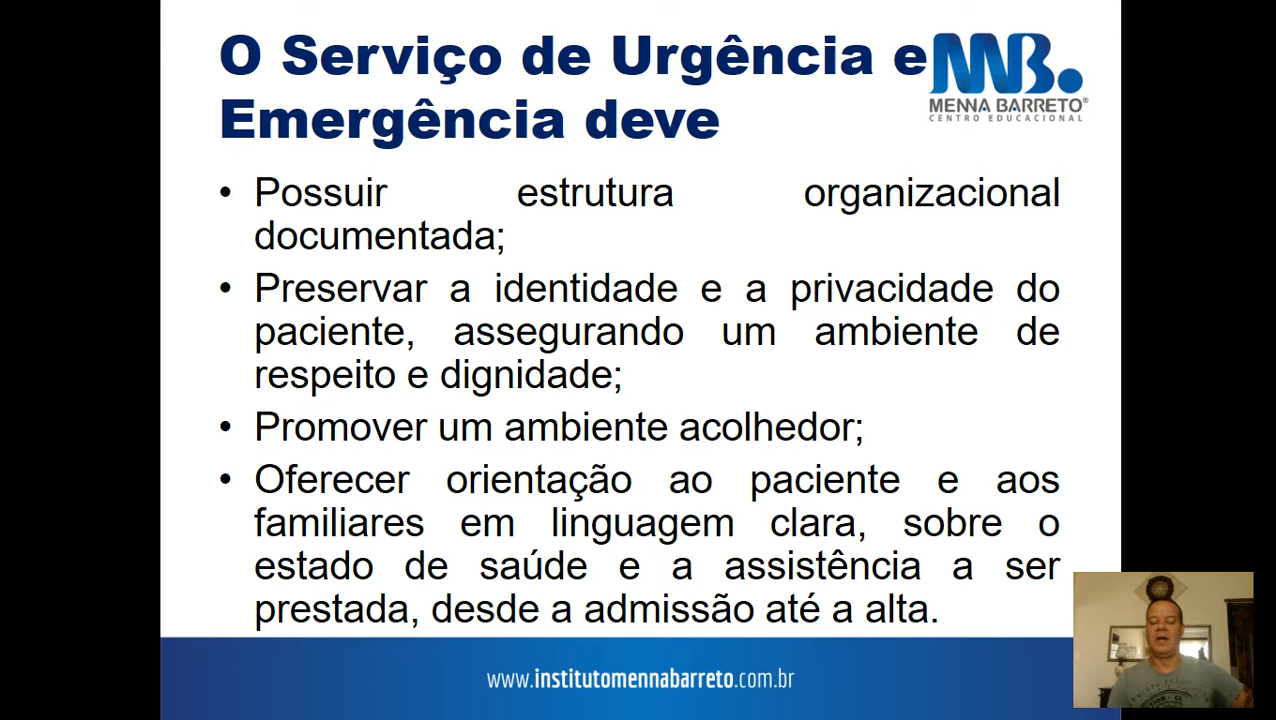 O Serviço de Urgência e
Emergência deve
MENNA BARRETO®
CENTRO EDUCACIONAL
• Possuir estrutura organizacional
documentada;
• Preservar a identidade e a privacidade do
paciente, assegurando um ambiente de
respeito e dignidade;
• Promover um ambiente acolhedor;
• Oferecer orientação ao paciente e aos
familiares em linguagem clara, sobre o
estado de saúde e a assistência a ser
prestada, desde a admissão até a alta.
www.institutomennabarreto.com.br